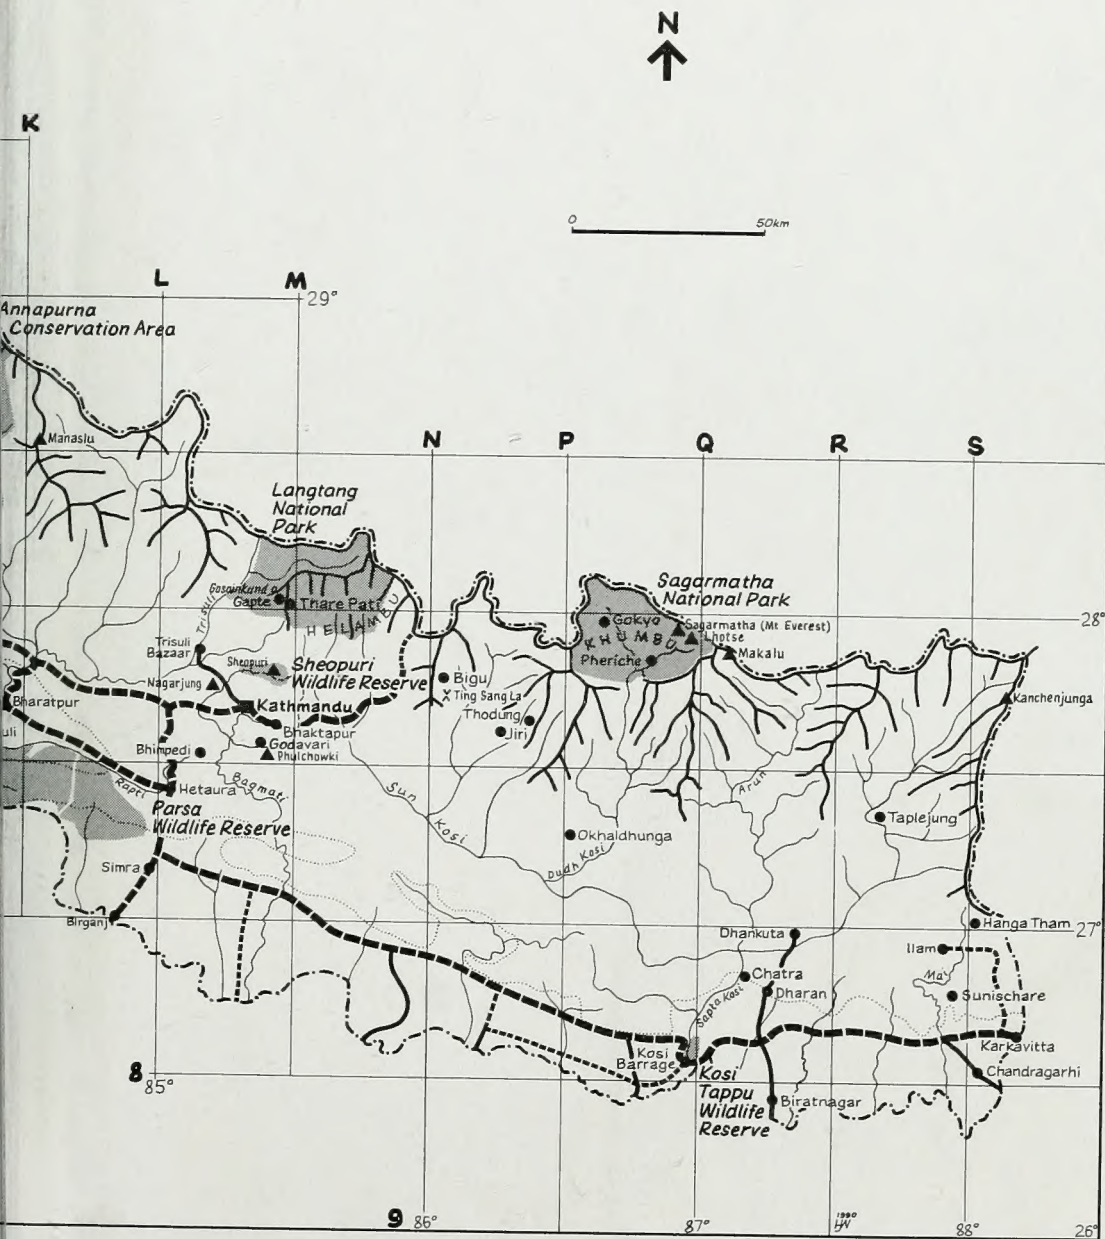 N
K
0 50km
L M
29°
Annapurna
Conservation Area
Manaslu
N P Q R S
Langtang
National
Park
Gosainkund
Gapte
Thare Pati
HELAMBU
Trisuli
Sagarmatha
National Park
28°
Gokyo
KHUMBU
Sagarmatha (Mt Everest)
Lhotse
Makalu
Pheriche
Trisuli
Bazaar
Sheopuri
Sheopuri
Wildlife Reserve
Nagarjung
Bigu
Ting Sang La
Thodung
Jiri
Kanchenjunga
Bharatpur
uli
Kathmandu
Bhaktapur
Godavari
Phulchowki
Bhimpedi
Rapti
Hetaura
Bagmati
Sun Kosi
Arun
Parsa
Wildlife Reserve
Okhaldhunga
Dudh Kosi
Taplejung
Simra
Birganj
Dhankuta
Hanga Tham
27°
Ilam
Chatra
Mai
Dharan
Sapta Kosi
Sunischare
Kosi
Barrage
Karkavitta
8
85°
Kosi
Tappu
Wildlife
Reserve
Chandragarhi
Biratnagar
9 86°
87°
1990
HW
88°
26°